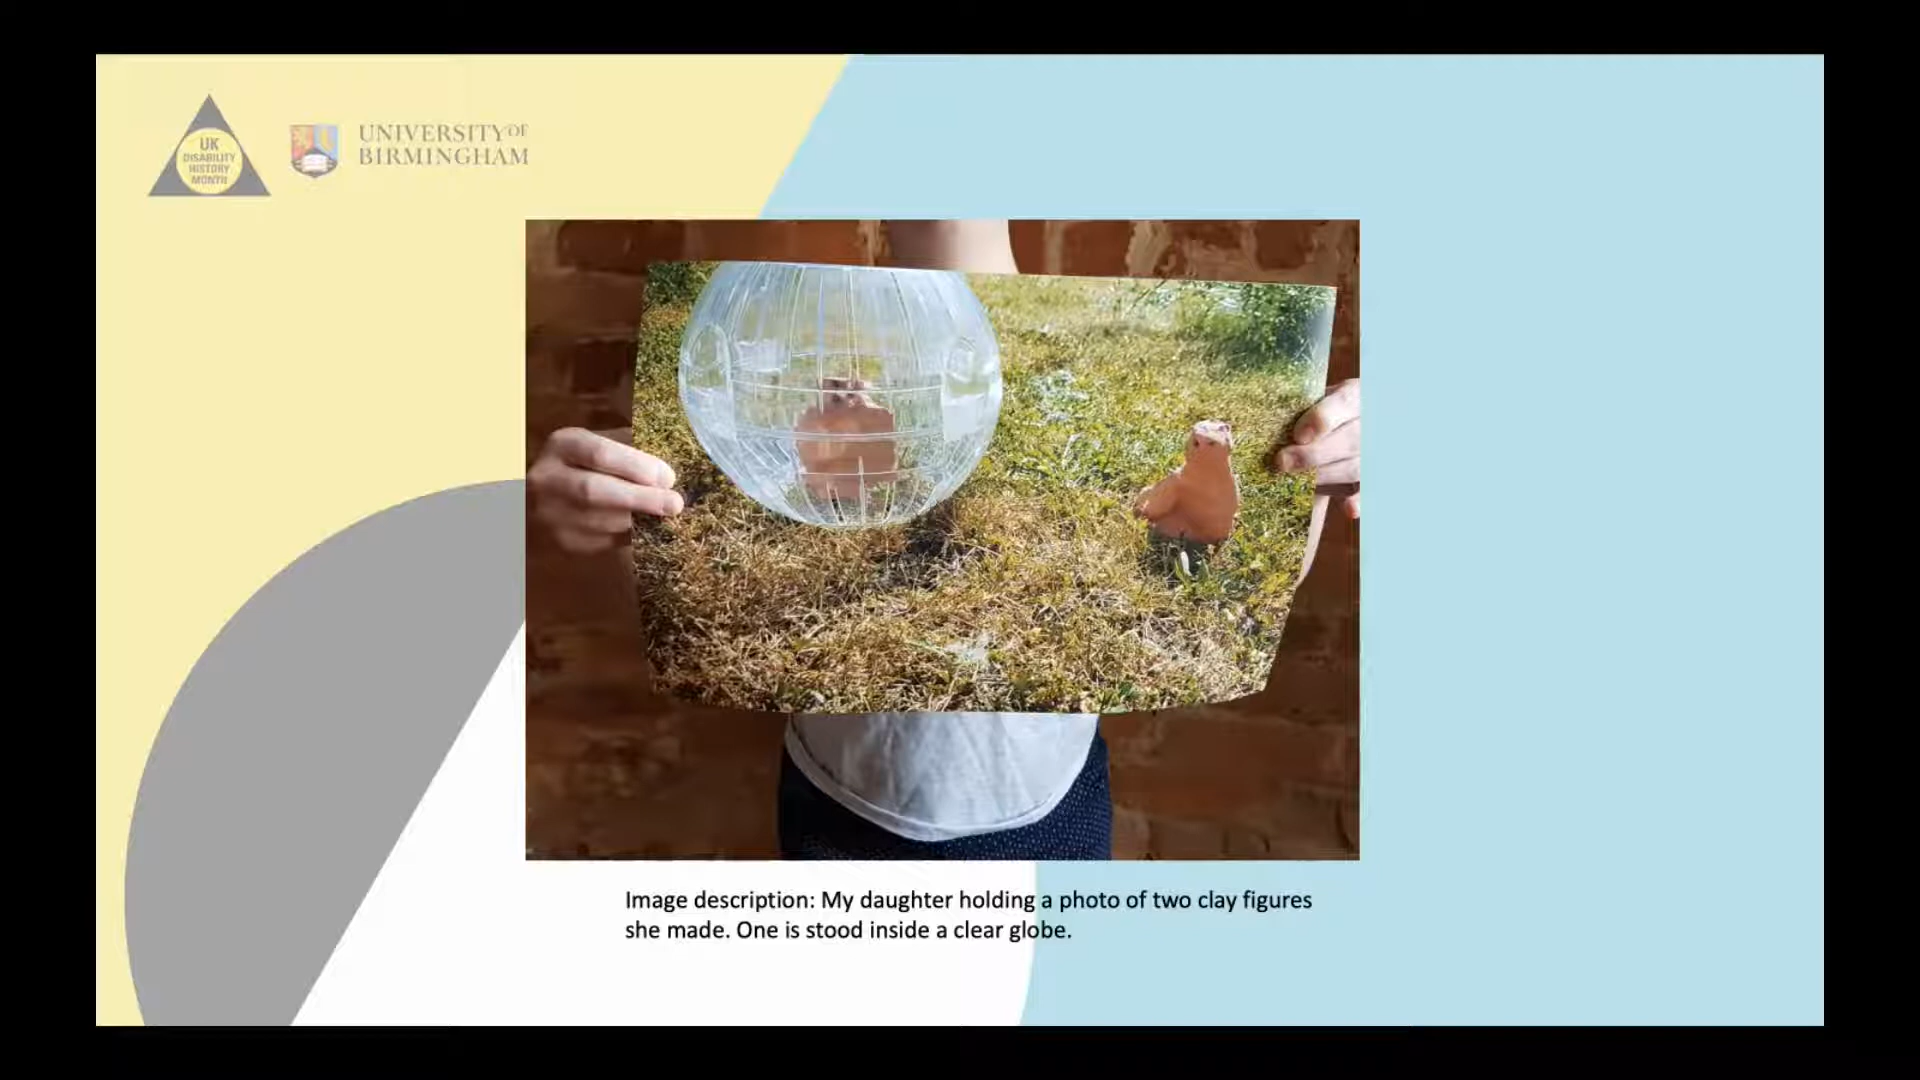 UK
DISABILITY
HISTORY
MONTH
UNIVERSITY OF
BIRMINGHAM
Image description: My daughter holding a photo of two clay figures
she made. One is stood inside a clear globe.